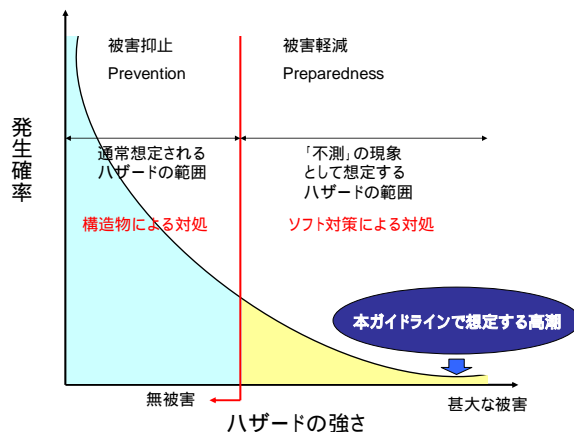 被害抑止
Prevention
被害軽減
Preparedness
発生確率
通常想定される
ハザードの範囲
「不測」の現象
として想定する
ハザードの範囲
構造物による対処
ソフト対策による対処
本ガイドラインで想定する高潮
無被害
甚大な被害
ハザードの強さ